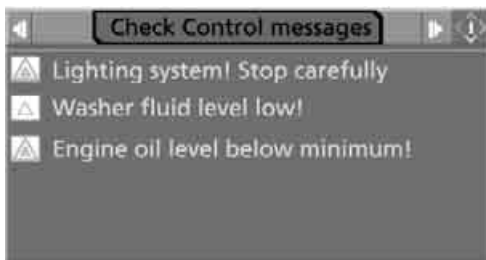 Check Control messages
Lighting system! Stop carefully
Washer fluid level low!
Engine oil level below minimum!